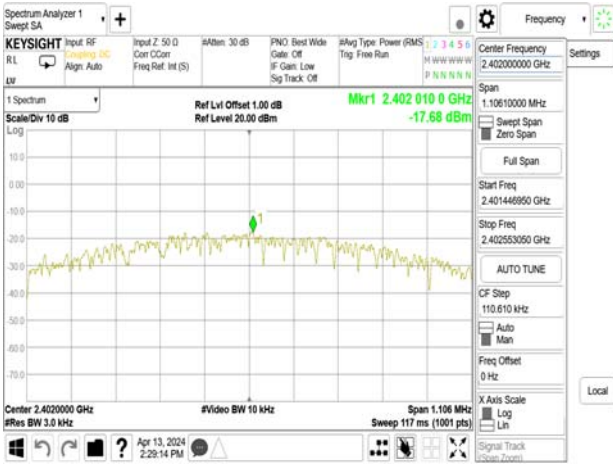 Spectrum Analyzer 1
Swept SA
+
Frequency
KEYSIGHT
RL
Input: RF
Coupling: DC
Align: Auto
Input Z: 50 Ω
Corr CCorr
Freq Ref: Int (S)
#Atten: 30 dB
PNO: Best Wide
Gate: Off
IF Gain: Low
Sig Track: Off
#Avg Type: Power (RMS
Trig: Free Run
1 2 3 4 5 6
M W W W W W
P N N N N N
LW
1 Spectrum
Scale/Div 10 dB
Log
Ref Lvl Offset 1.00 dB
Ref Level 20.00 dBm
Mkr1 2.402 010 0 GHz
-17.68 dBm
10.0
0.00
-10.0
-20.0
-30.0
-40.0
-50.0
-60.0
-70.0
1
Center 2.4020000 GHz
#Res BW 3.0 kHz
#Video BW 10 kHz
Span 1.106 MHz
Sweep 117 ms (1001 pts)
Apr 13, 2024
2:29:14 PM
?
Center Frequency
2.402000000 GHz
Settings
Span
1.10610000 MHz
Swept Span
Zero Span
Full Span
Start Freq
2.401446950 GHz
Stop Freq
2.402553050 GHz
AUTO TUNE
CF Step
110.610 kHz
Auto
Man
Freq Offset
0 Hz
X Axis Scale
Log
Lin
Local
Signal Track
(Span Zoom)